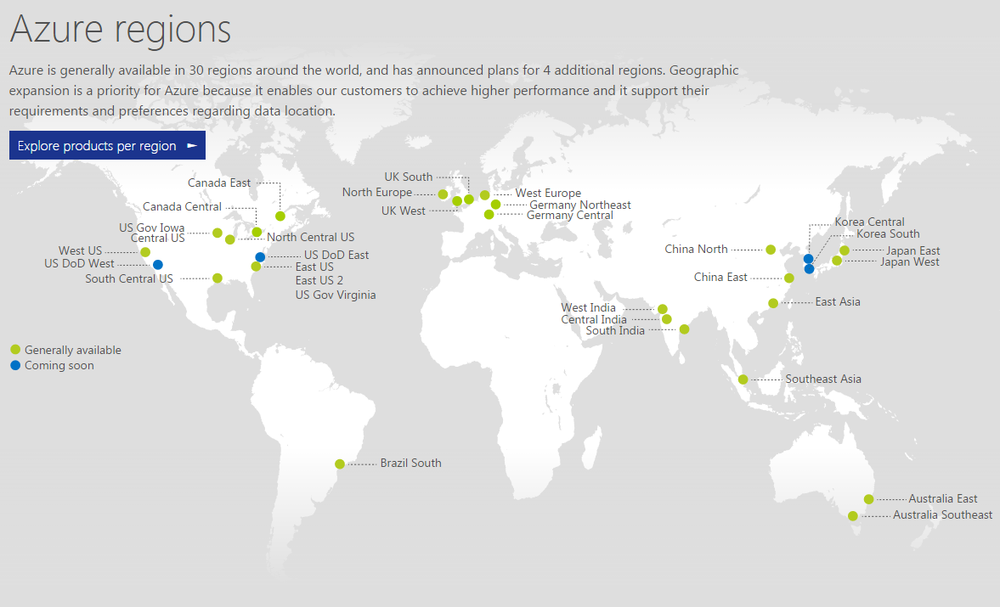 Azure regions
Azure is generally available in 30 regions around the world, and has announced plans for 4 additional regions. Geographic
expansion is a priority for Azure because it enables our customers to achieve higher performance and it support their
requirements and preferences regarding data location.
Explore products per region
Canada East
Canada Central
US Gov Iowa
Central US
North Central US
West US
US DoD West
US DoD East
East US
East US 2
US Gov Virginia
South Central US
Generally available
Coming soon
Brazil South
UK South
North Europe
UK West
West Europe
Germany Northeast
Germany Central
Korea Central
Korea South
China North
Japan East
Japan West
China East
East Asia
West India
Central India
South India
Southeast Asia
Australia East
Australia Southeast